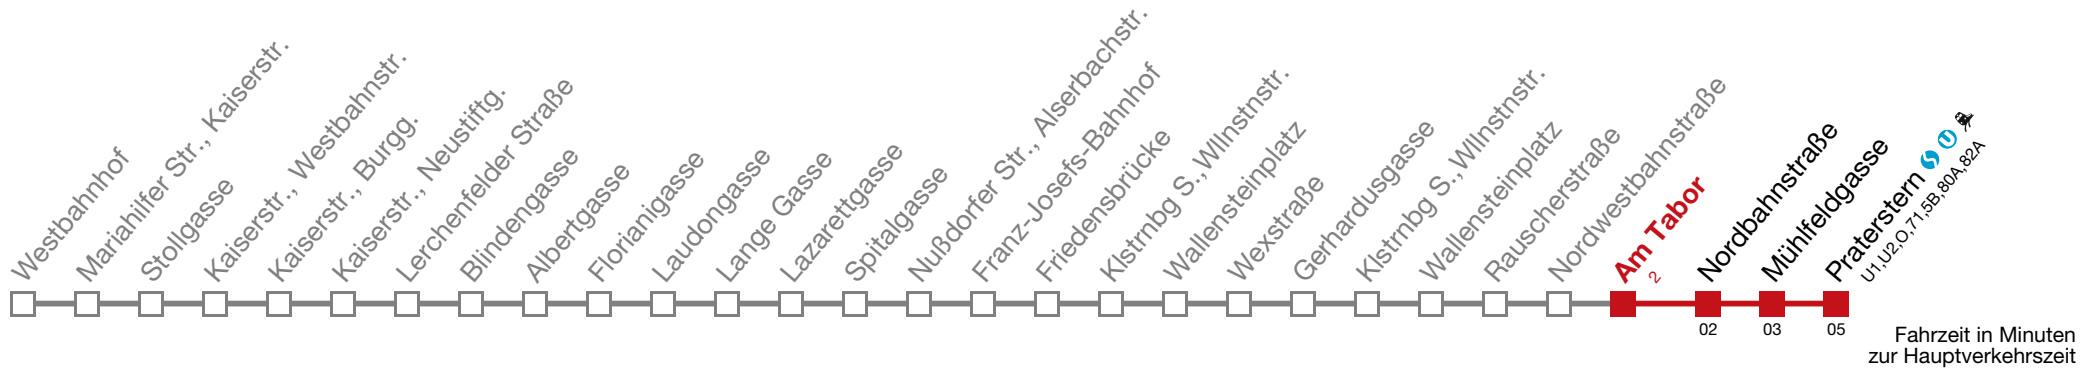 Westbahnhof
Mariahilfer Str., Kaiserstr.
Stollgasse
Kaiserstr., Westbahnstr.
Kaiserstr., Burgg.
Kaiserstr., Neustiftg.
Lerchenfelder Straße
Blindengasse
Albertgasse
Florianigasse
Laudongasse
Lange Gasse
Lazarettgasse
Spitalgasse
Nußdorfer Str., Alserbachstr.
Franz-Josefs-Bahnhof
Friedensbrücke
Klstrnbg S., Wllnstnstr.
Wallensteinplatz
Wexstraße
Gerhardusgasse
Klstrnbg S., Wllnstnstr.
Wallensteinplatz
Rauscherstraße
Nordwestbahnstraße
Am Tabor
2
Nordbahnstraße
Mühlfeldgasse
Praterstern S U
U1,U2,O,71,5B,80A,82A
02 03 05
Fahrzeit in Minuten
zur Hauptverkehrszeit